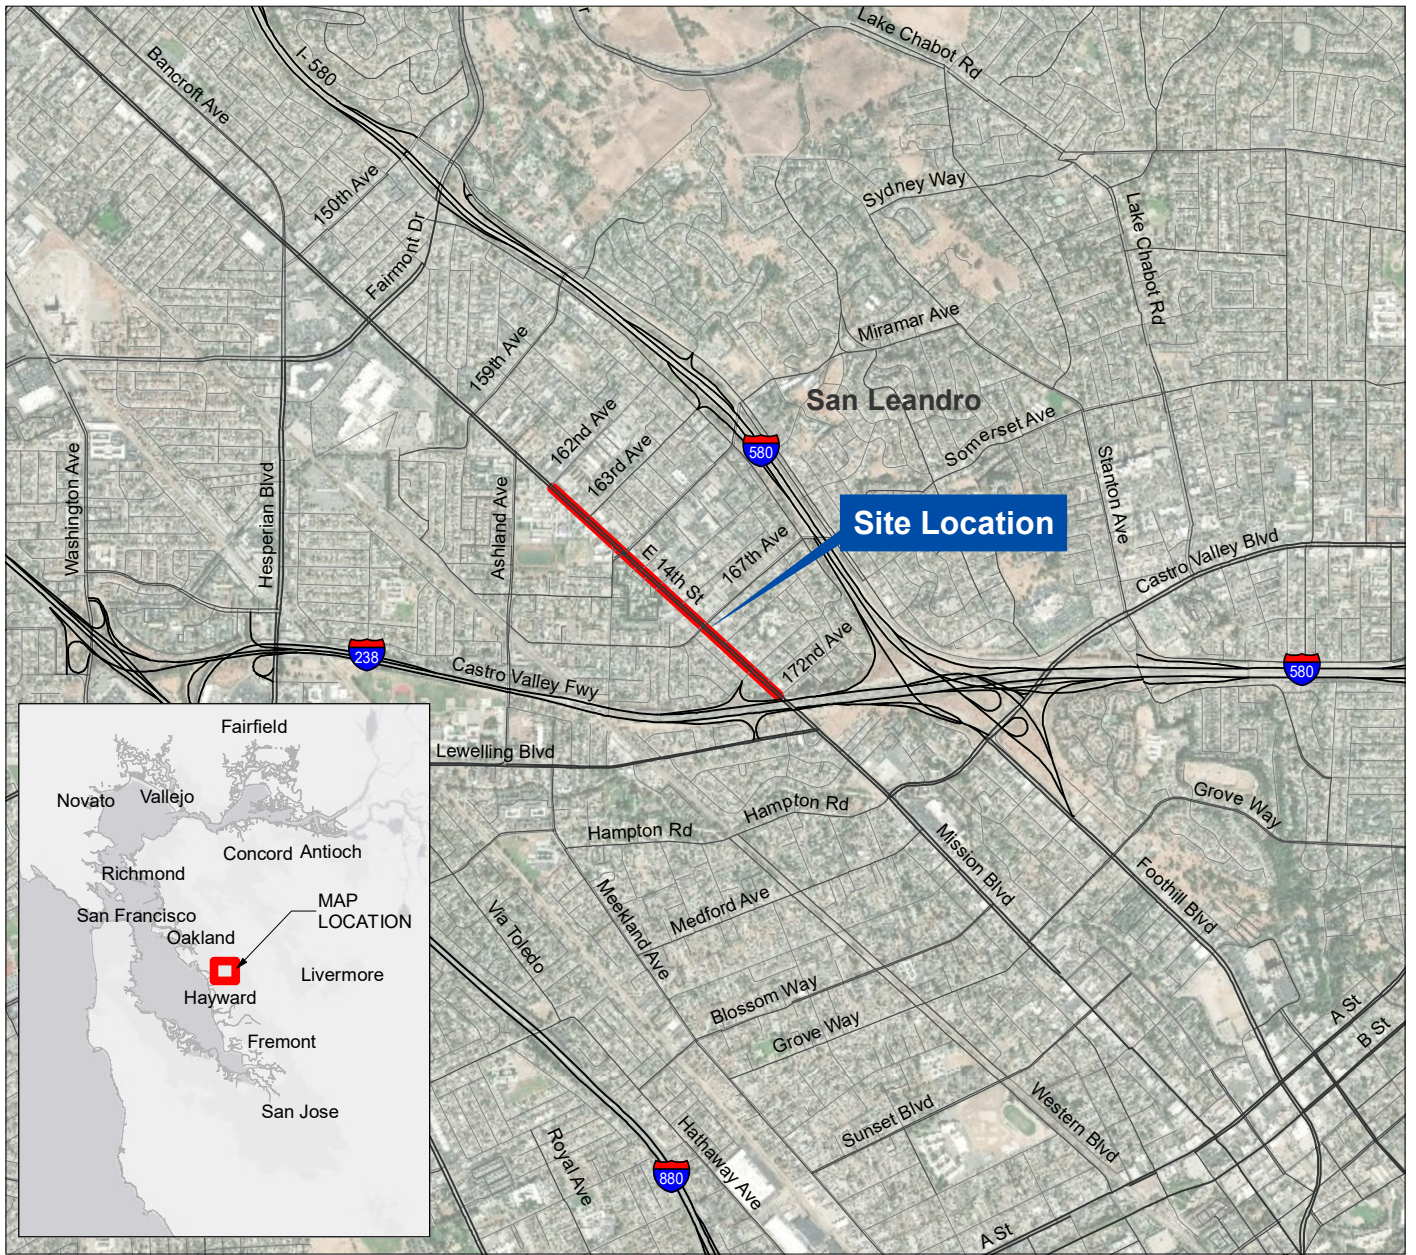 Lake Chabot Rd
I- 580
Bancroft Ave
150th Ave
Fairmont Dr
Sydney Way
Lake Chabot Rd
Miramar Ave
159th Ave
San Leandro
162nd Ave
163rd Ave
Somerset Ave
580
Washington Ave
Hesperian Blvd
Ashland Ave
Stanton Ave
Site Location
E 14th St
167th Ave
Castro Valley Blvd
172nd Ave
238
Castro Valley Fwy
580
Lewelling Blvd
Hampton Rd
Hampton Rd
Grove Way
Mission Blvd
Foothill Blvd
Meekland Ave
Medford Ave
Via Toledo
Blossom Way
Grove Way
A St
B St
Sunset Blvd
Western Blvd
Royal Ave
Hathaway Ave
880
A St
Fairfield
Novato
Vallejo
Concord
Antioch
Richmond
MAP
LOCATION
San Francisco
Oakland
Livermore
Hayward
Fremont
San Jose